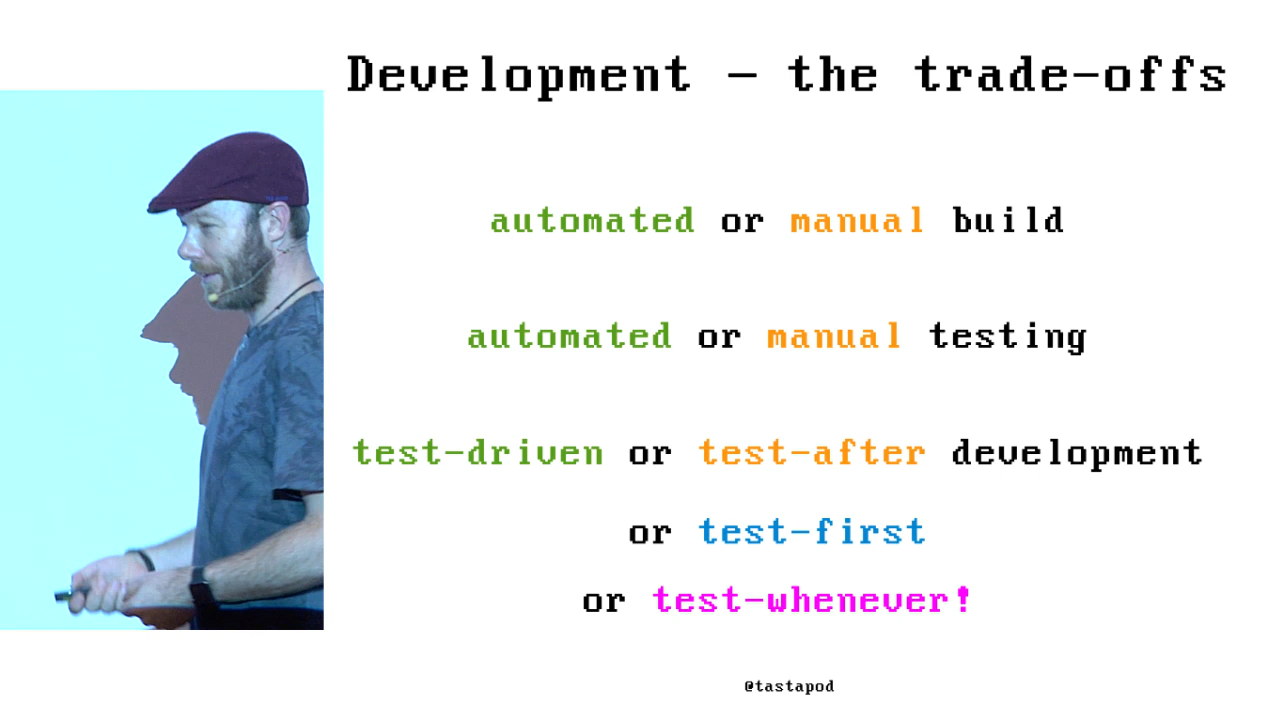 Development - the trade-offs
automated or manual build
automated or manual testing
test-driven or test-after development
or test-first
or test-whenever!
@tastapod